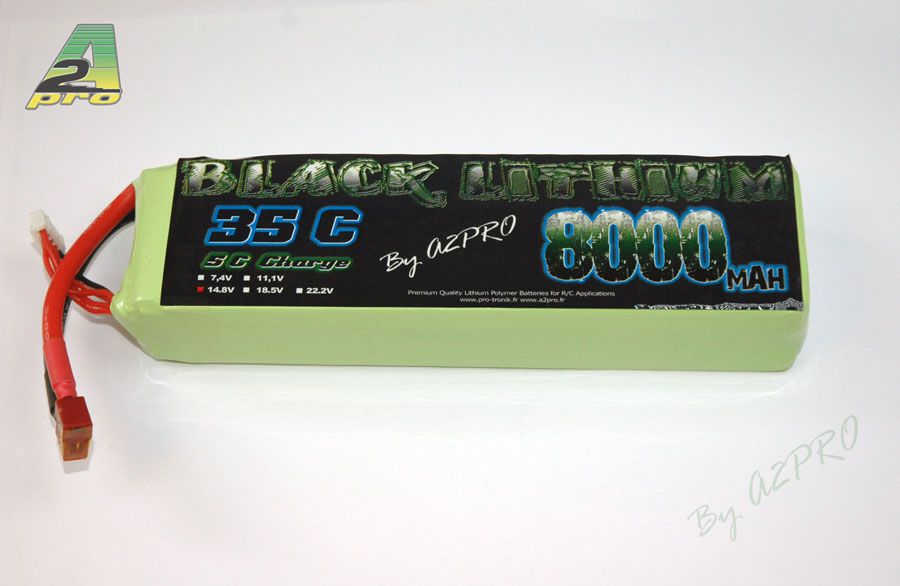 A2pro
BLACK LITHIUM
35 C
5 C Charge
By A2PRO
8000 MAH
7,4V 11,1V
14.8V 18.5V 22.2V
Premium Quality Lithium Polymer Batteries for R/C Applications
www.pro-tronik.fr www.a2pro.fr
By A2PRO